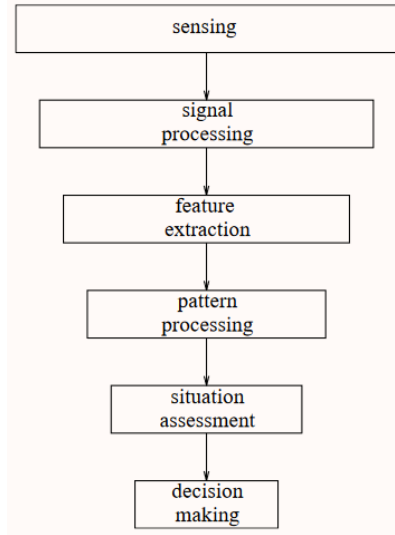 sensing
signal
processing
feature
extraction
pattern
processing
situation
assessment
decision
making